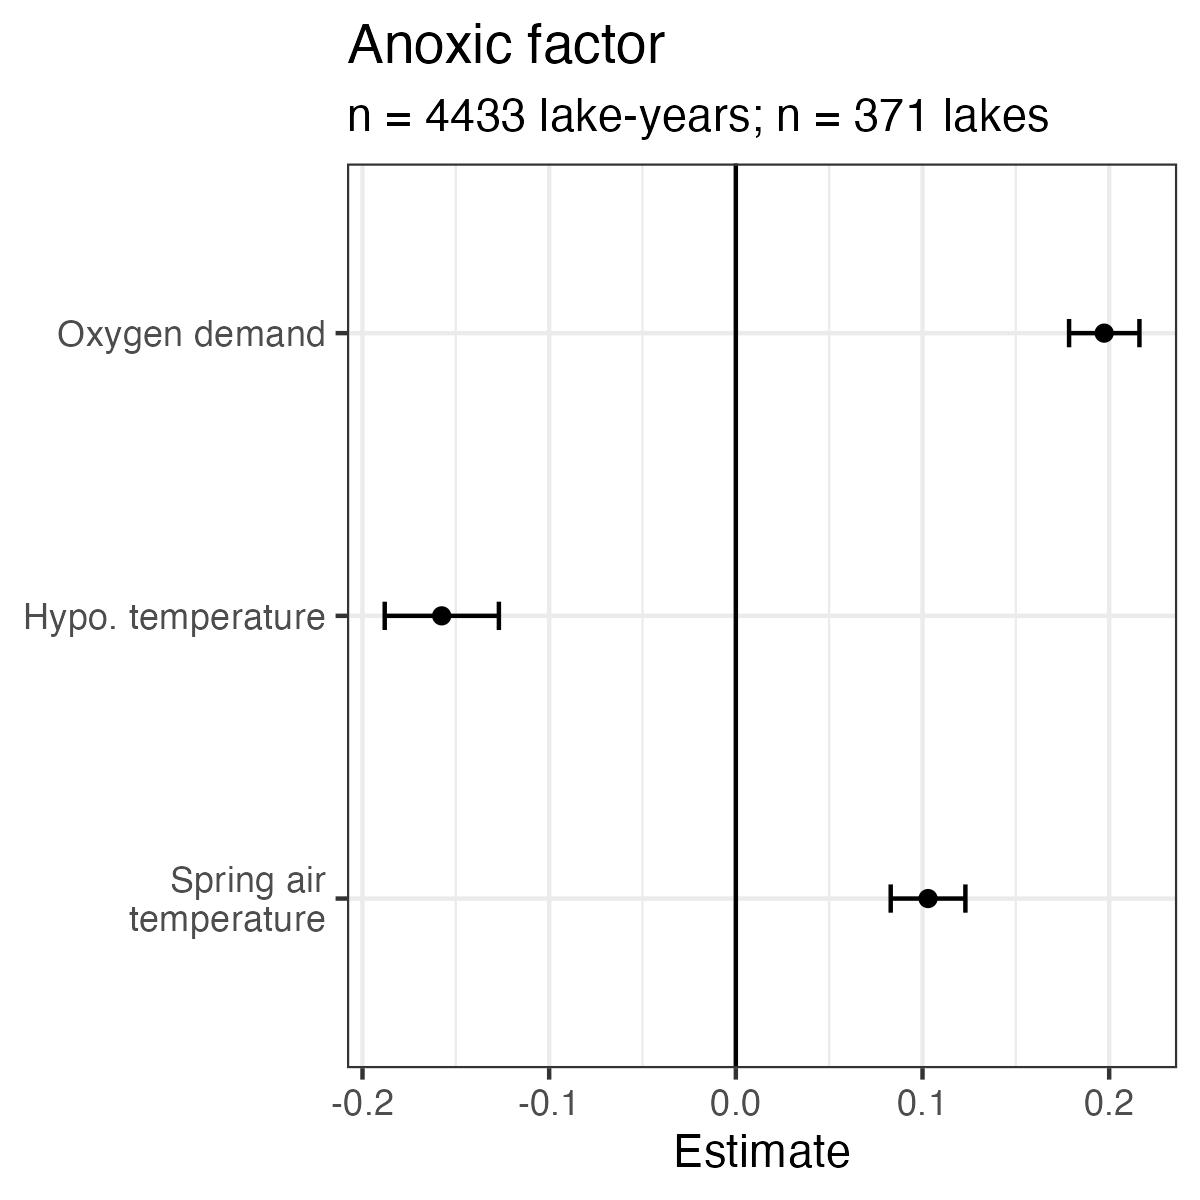 Anoxic factor
n = 4433 lake-years; n = 371 lakes
Oxygen demand
Hypo. temperature
Spring air
temperature
-0.2 -0.1 0.0 0.1 0.2
Estimate